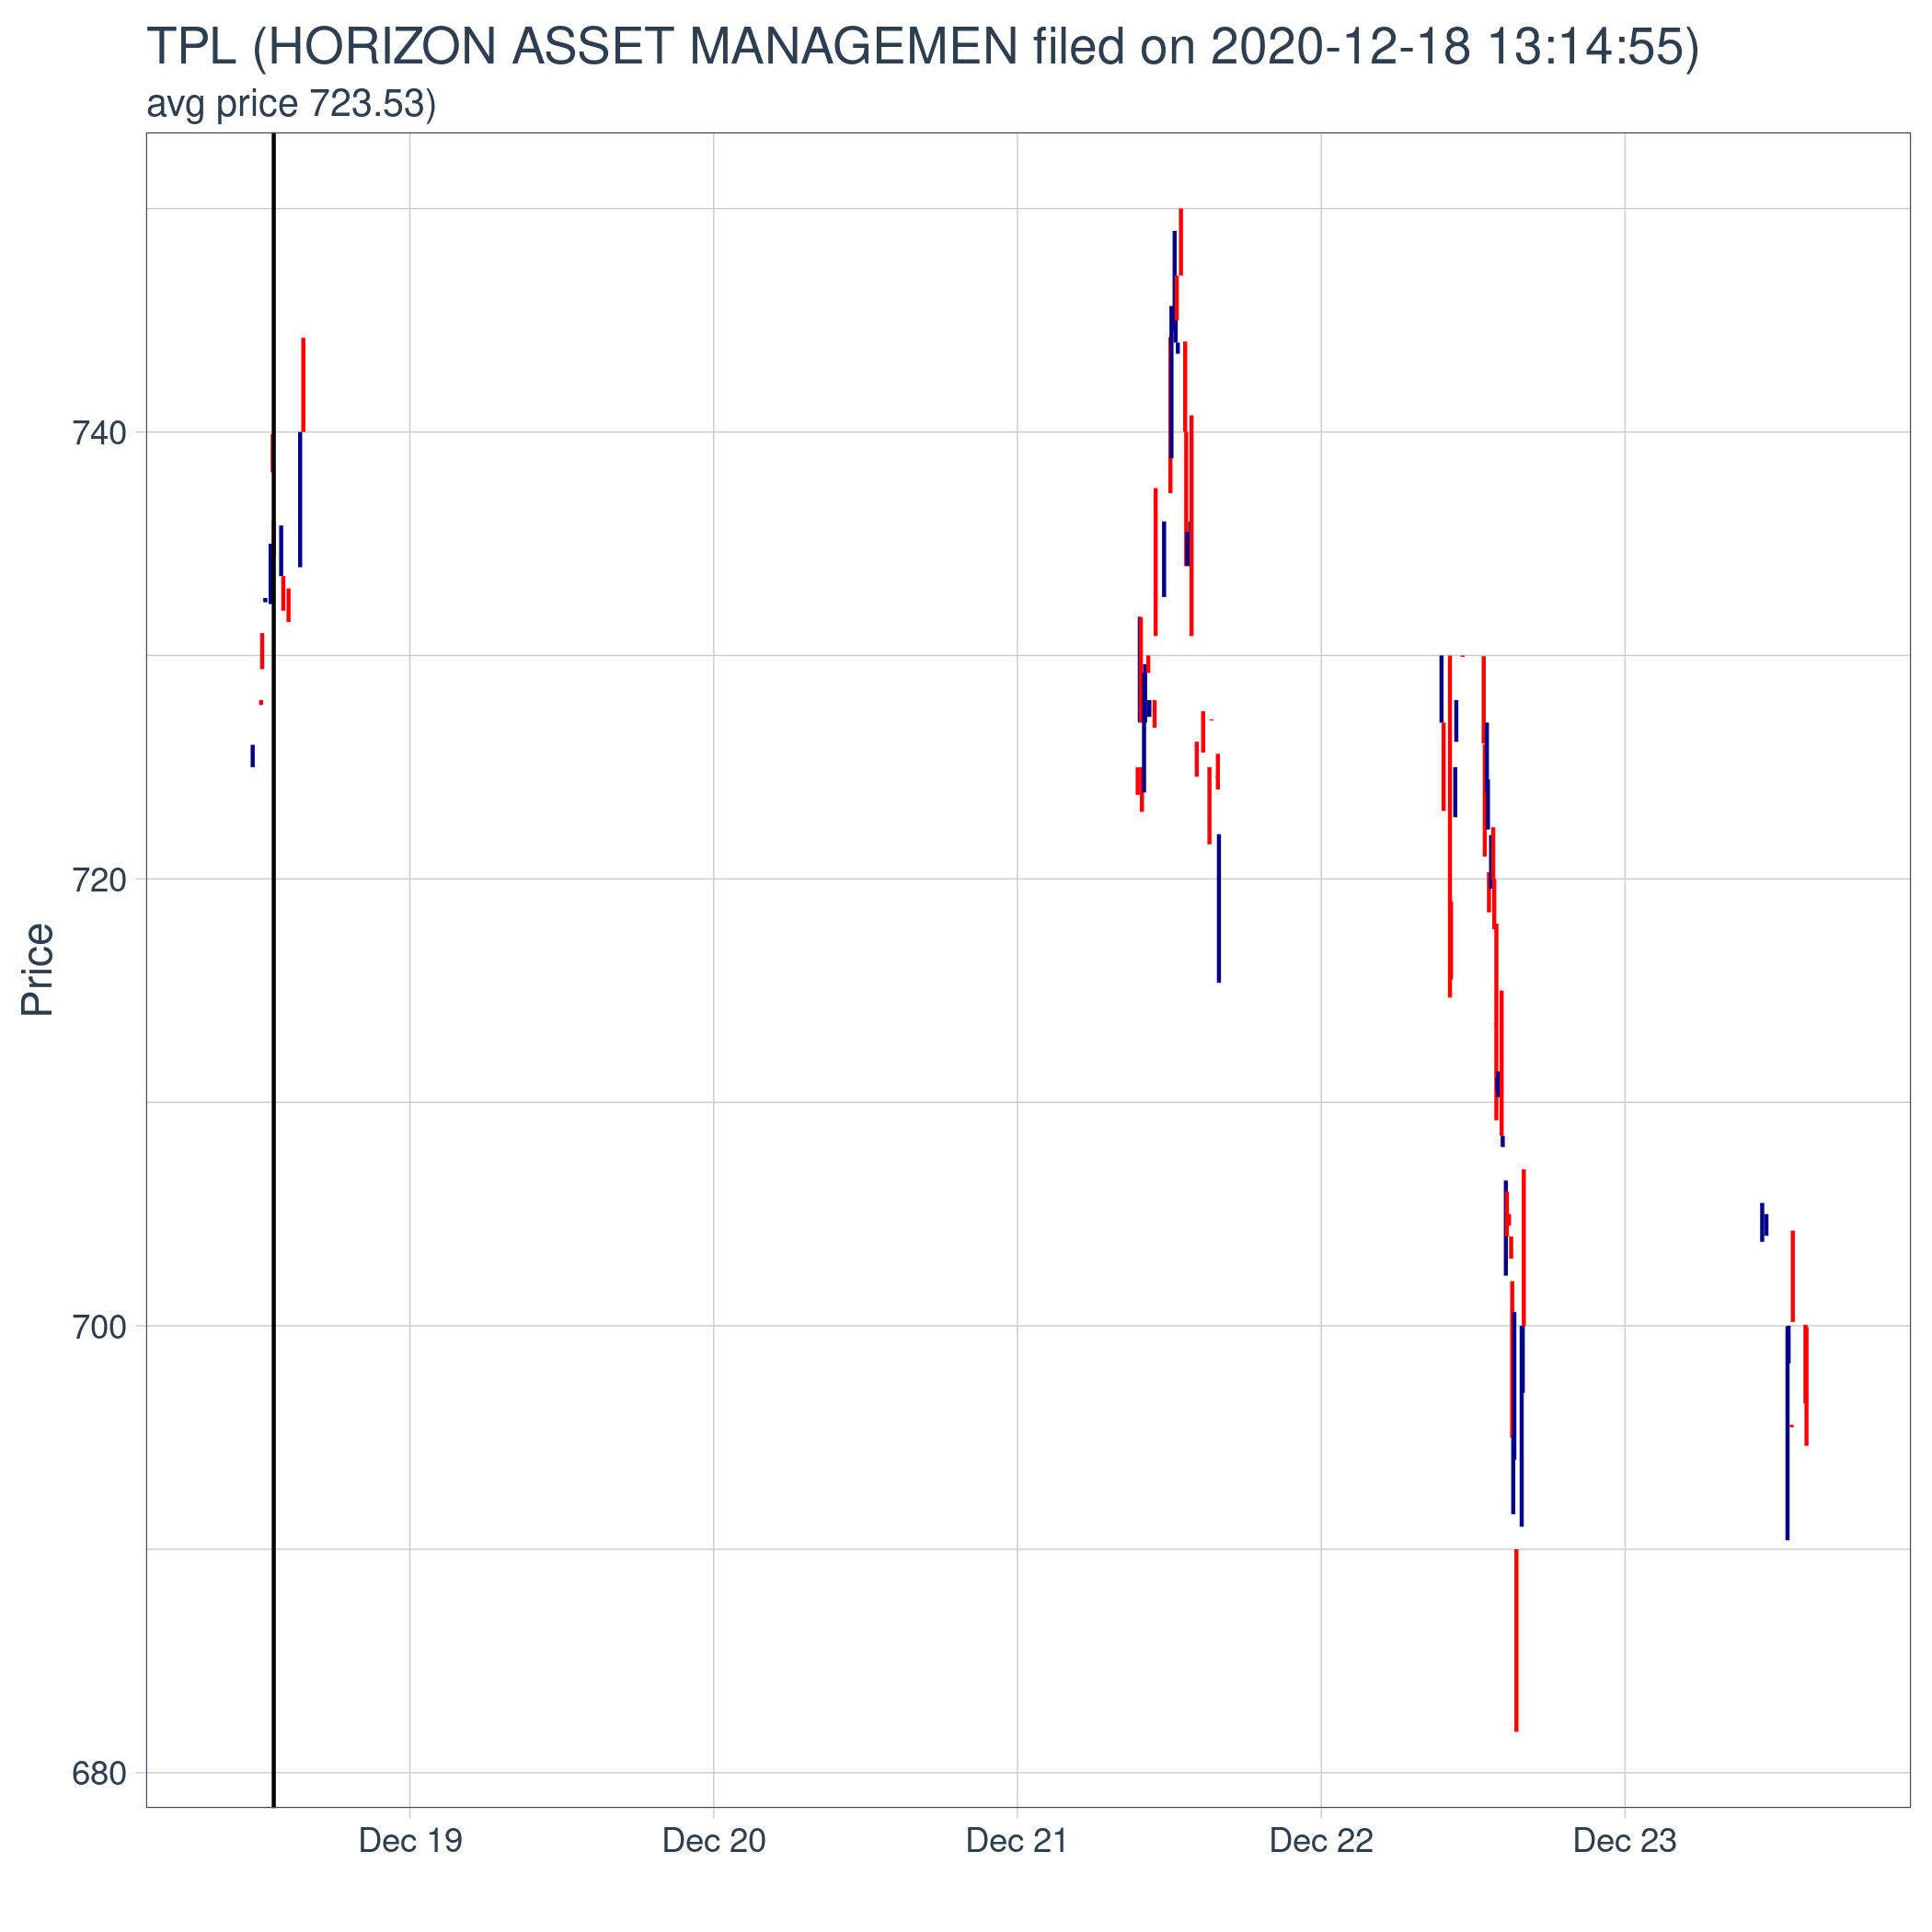 TPL (HORIZON ASSET MANAGEMEN filed on 2020-12-18 13:14:55)
avg price 723.53)
740
720
700
680
Price
Dec 19 Dec 20 Dec 21 Dec 22 Dec 23